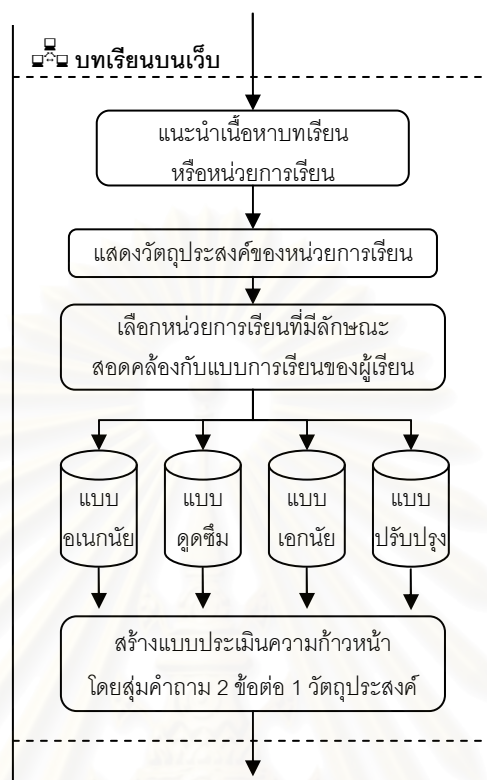 บทเรียนบนเว็บ
แนะนำเนื้อหาบทเรียน
หรือหน่วยการเรียน
แสดงวัตถุประสงค์ของหน่วยการเรียน
เลือกหน่วยการเรียนที่มีลักษณะ
สอดคล้องกับแบบการเรียนของผู้เรียน
แบบ
อเนกนัย
แบบ
ดูดซึม
แบบ
เอกนัย
แบบ
ปรับปรุง
สร้างแบบประเมินความก้าวหน้า
โดยสุ่มคำถาม 2 ข้อต่อ 1 วัตถุประสงค์